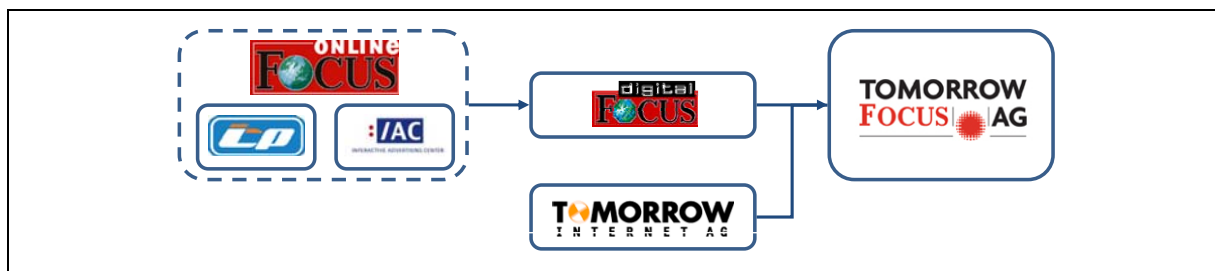 ONLINe
FOCUS
:IAC
INTERACTIVE ADVERTISING CENTER
digital
FOCUS
TOMORROW
INTERNET AG
TOMORROW
FOCUS AG